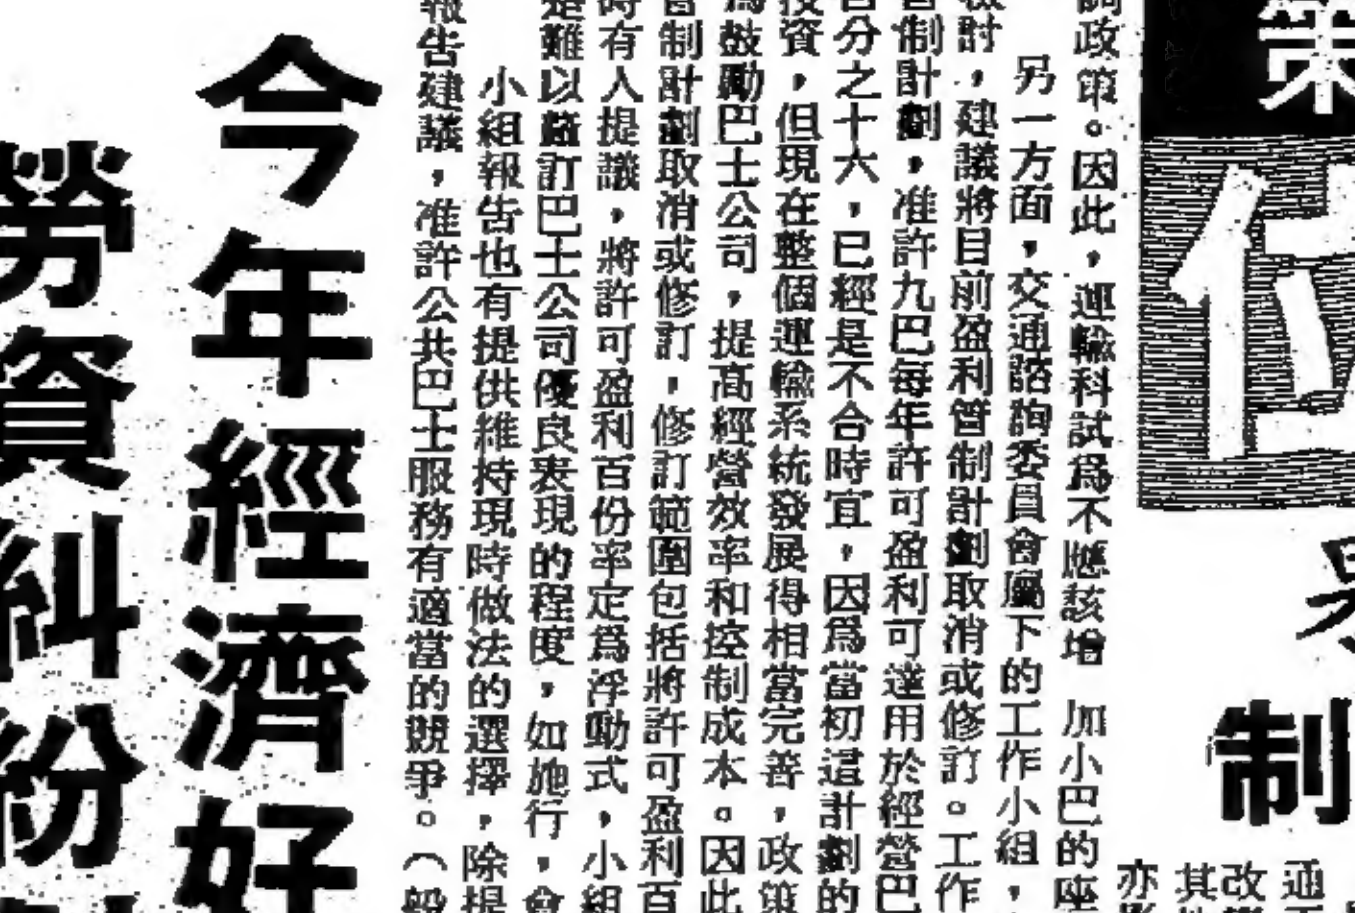 策
位
制
通
改
其
亦
政策。因此，運輸科試爲不應該增加小巴的座
另一方面，交通諮詢委員會屬下的工作小組，
檢討，建議將目前盈利管制計劃取消或修訂。工作
管制計劃，准許九巴每年許可盈利可達用於經營巴
百分之十六，已經是不合時宜，因爲當初這計劃的
投資，但現在整個運輸系統發展得相當完善，政策
爲鼓勵巴士公司，提高經營效率和控制成本。因此
管制計劃取消或修訂，修訂範圍包括將許可盈利百
時有人提議，將許可盈利百份率定爲浮動式，小組
是難以釐訂巴士公司優良表現的程度，如施行，會
小組報告也有提供維持現時做法的選擇，除提
報告建議，准許公共巴士服務有適當的競爭。（毅
今年經濟好
勞資糾紛